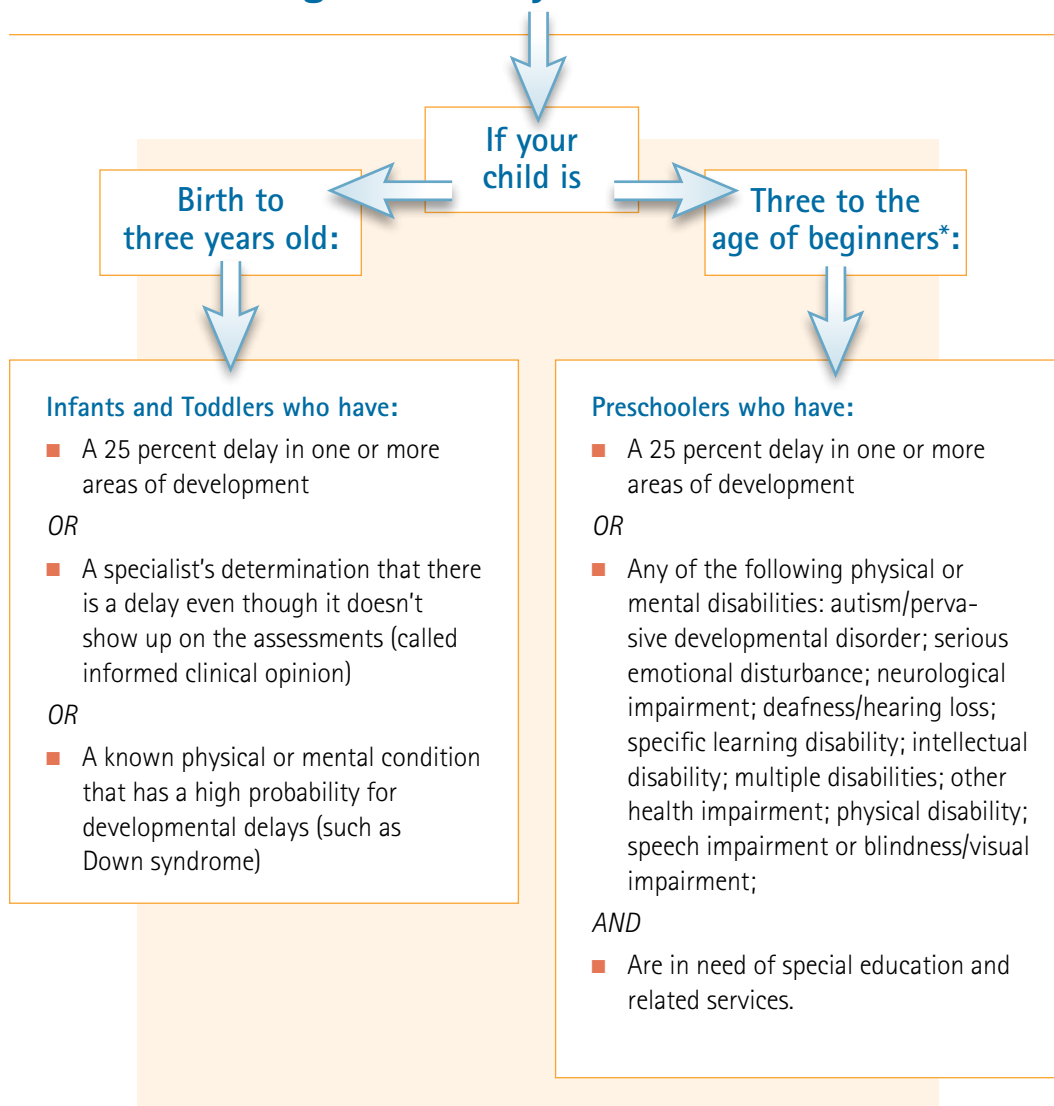 If your
child is
Birth to
three years old:
Three to the
age of beginners*:
Infants and Toddlers who have:
■ A 25 percent delay in one or more
areas of development
OR
■ A specialist’s determination that there
is a delay even though it doesn’t
show up on the assessments (called
informed clinical opinion)
OR
■ A known physical or mental condition
that has a high probability for
developmental delays (such as
Down syndrome)
Preschoolers who have:
■ A 25 percent delay in one or more
areas of development
OR
■ Any of the following physical or
mental disabilities: autism/perva-
sive developmental disorder; serious
emotional disturbance; neurological
impairment; deafness/hearing loss;
specific learning disability; intellectual
disability; multiple disabilities; other
health impairment; physical disability;
speech impairment or blindness/visual
impairment;
AND
■ Are in need of special education and
related services.